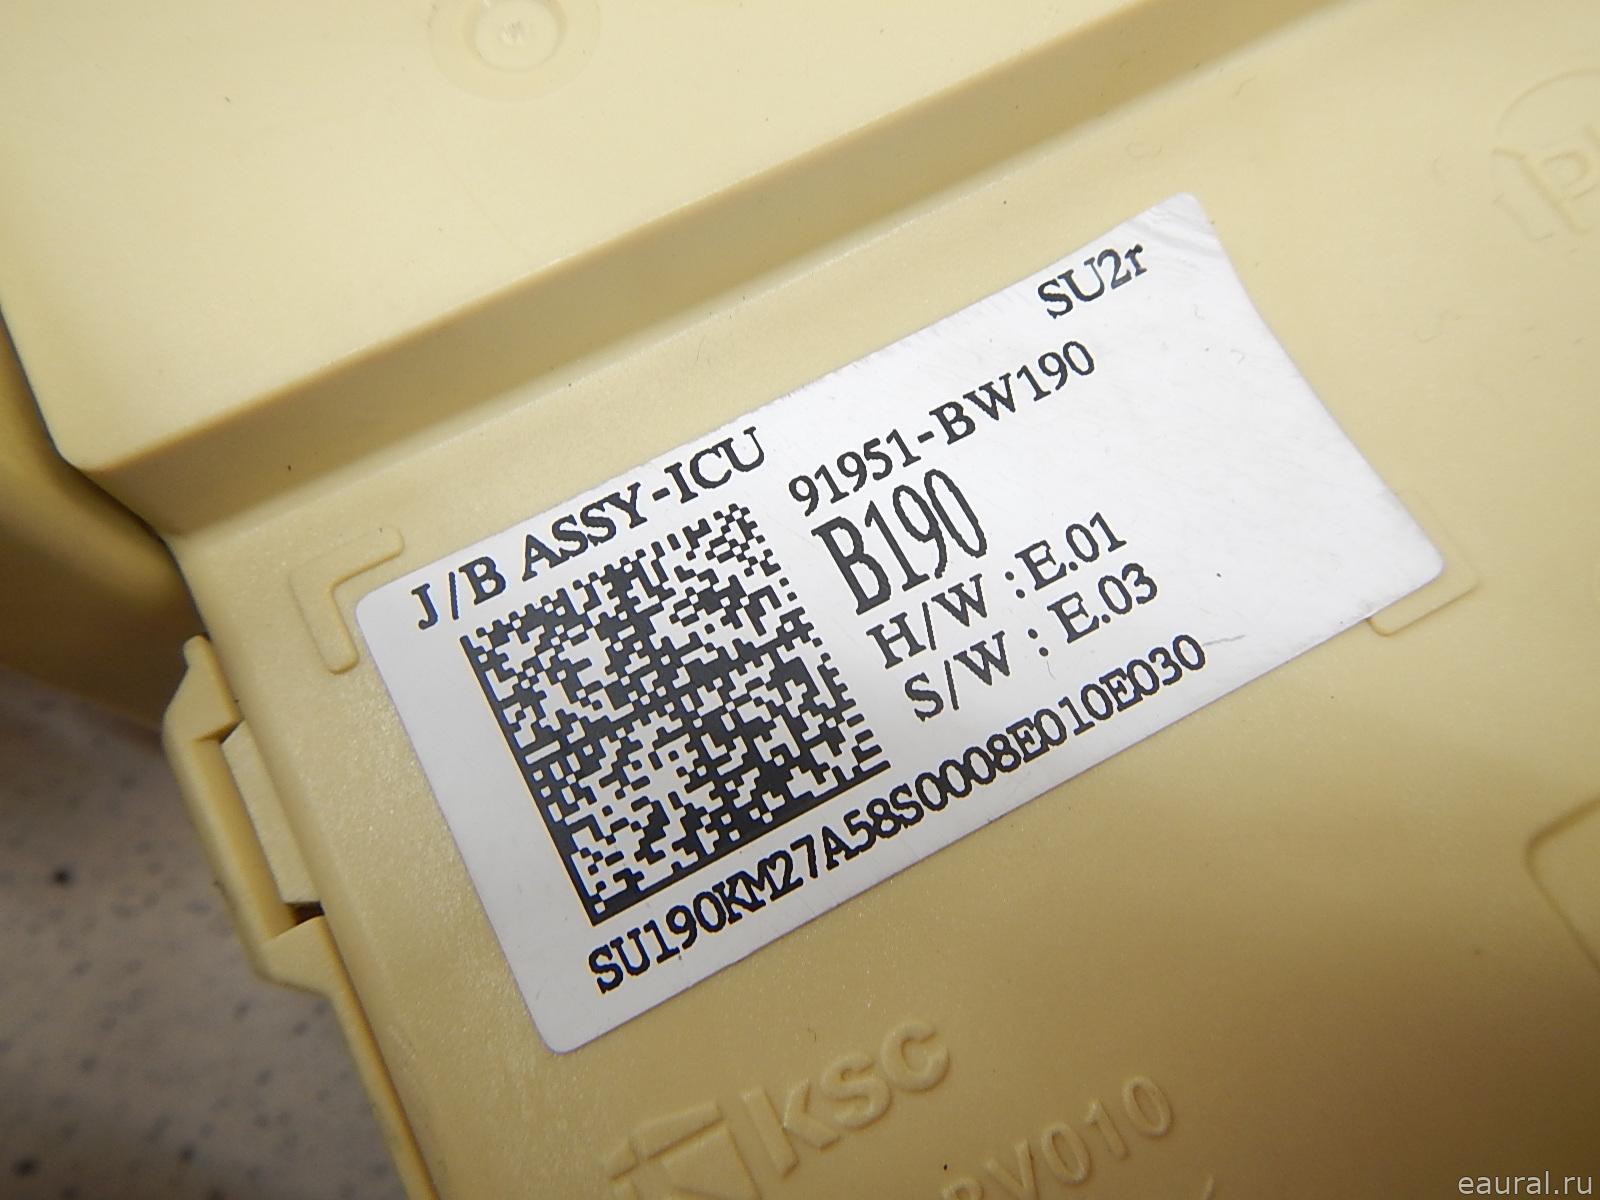 SU2r
J/B ASSY-ICU
91951-BW190
B190
H/W : E.01
S/W : E.03
SU190KM27A58S0008E010E030
KSC
eaural.ru